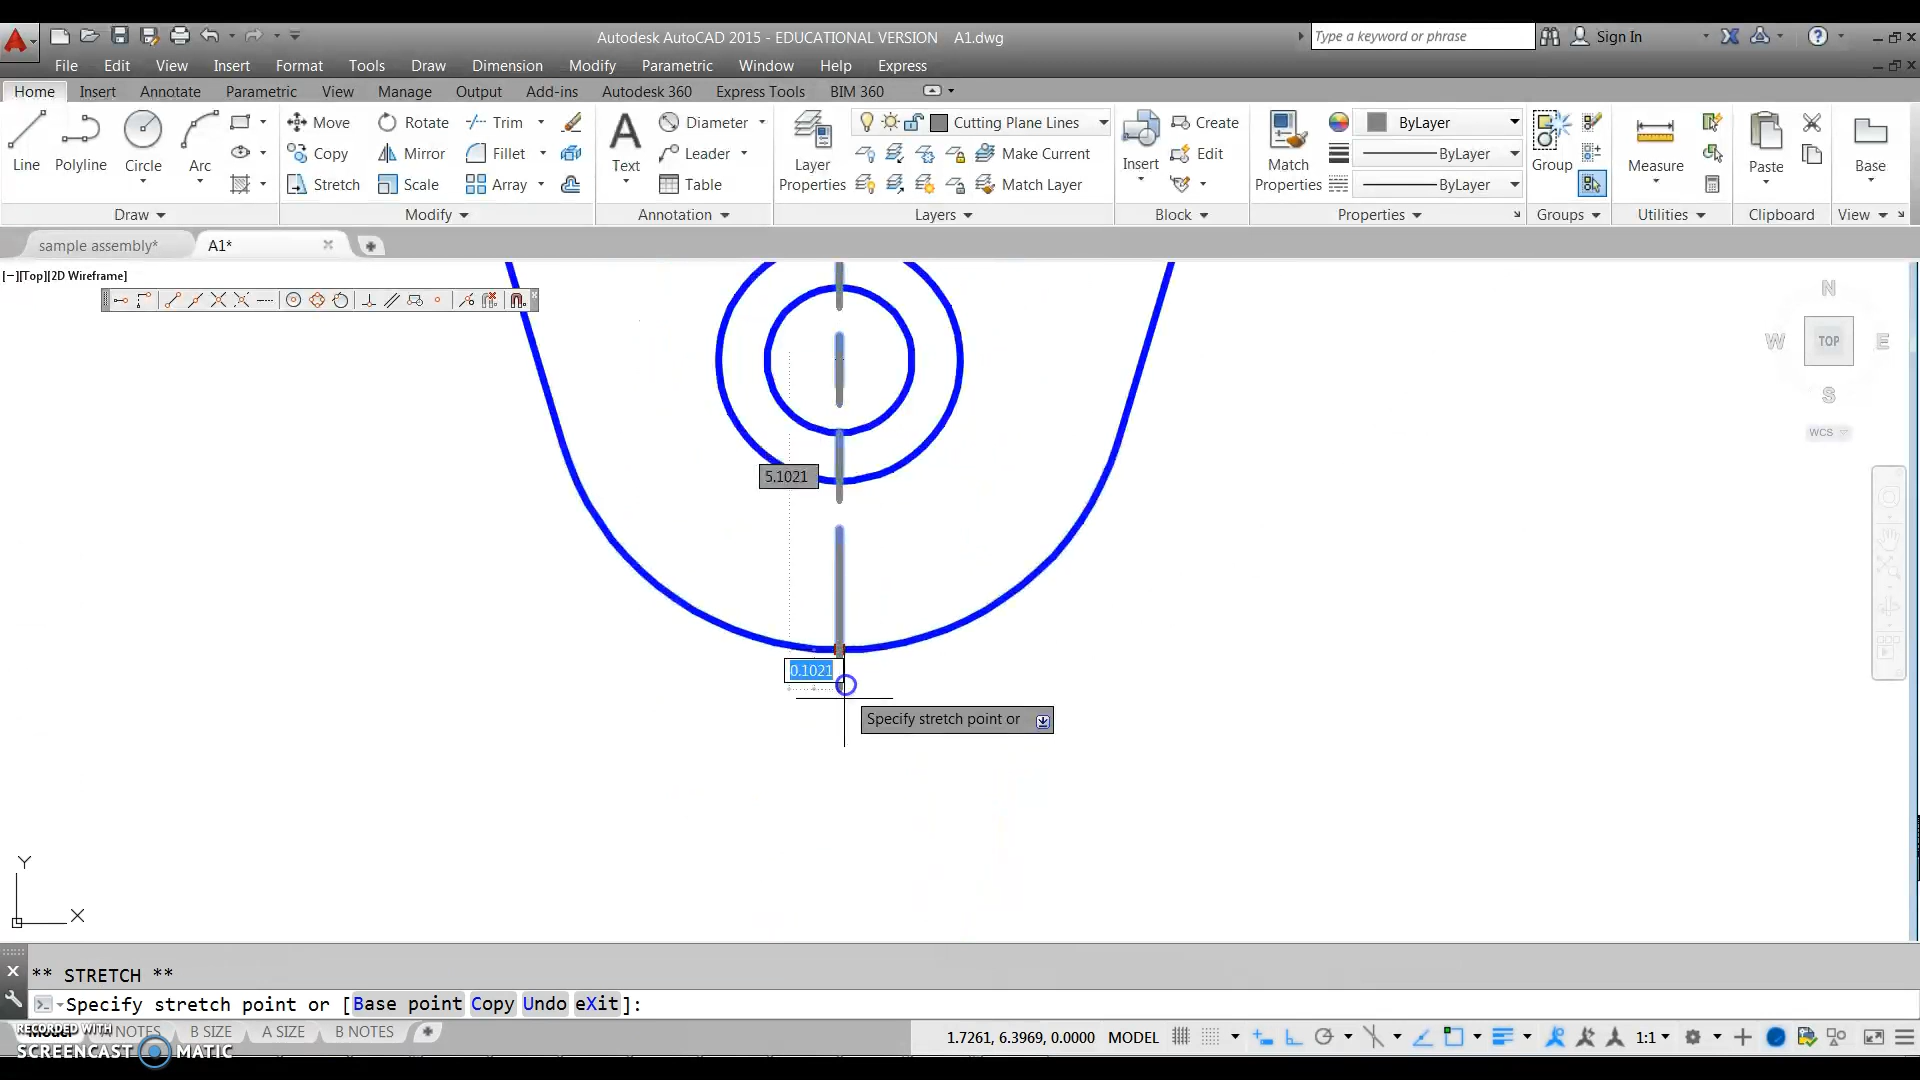 Autodesk AutoCAD 2015 - EDUCATIONAL VERSION A1.dwg
Type a keyword or phrase
Sign In
File Edit View Insert Format Tools Draw Dimension Modify Parametric Window Help Express
Home Insert Annotate Parametric View Manage Output Add-ins Autodesk 360 Express Tools BIM 360
Line Polyline Circle Arc
Move Rotate Trim
Copy Mirror Fillet
Stretch Scale Array
Text
Diameter
Leader
Table
Layer Properties
Cutting Plane Lines
Make Current
Match Layer
Insert
Create
Edit
Match Properties
ByLayer
ByLayer
ByLayer
Group
Measure
Paste
Base
Draw Modify Annotation Layers Block Properties Groups Utilities Clipboard View
sample assembly* A1*
[−][Top][2D Wireframe]
N
W TOP E
S
WCS
5.1021
0.1021
Specify stretch point or
Y
X
** STRETCH **
Specify stretch point or [Base point Copy Undo eXit]:
Model A NOTES B SIZE A SIZE B NOTES
1.7261, 6.3969, 0.0000 MODEL
1:1
RECORDED WITH
SCREENCAST MATIC